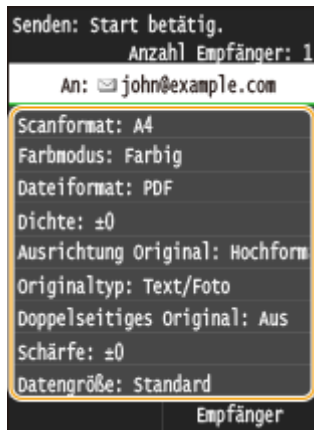 Senden: Start betätig.
Anzahl Empfänger: 1
An: john@example.com
Scanformat: A4
Farbmodus: Farbig
Dateiformat: PDF
Dichte: ±0
Ausrichtung Original: Hochform
Originaltyp: Text/Foto
Doppelseitiges Original: Aus
Schärfe: ±0
Datengröße: Standard
Empfänger